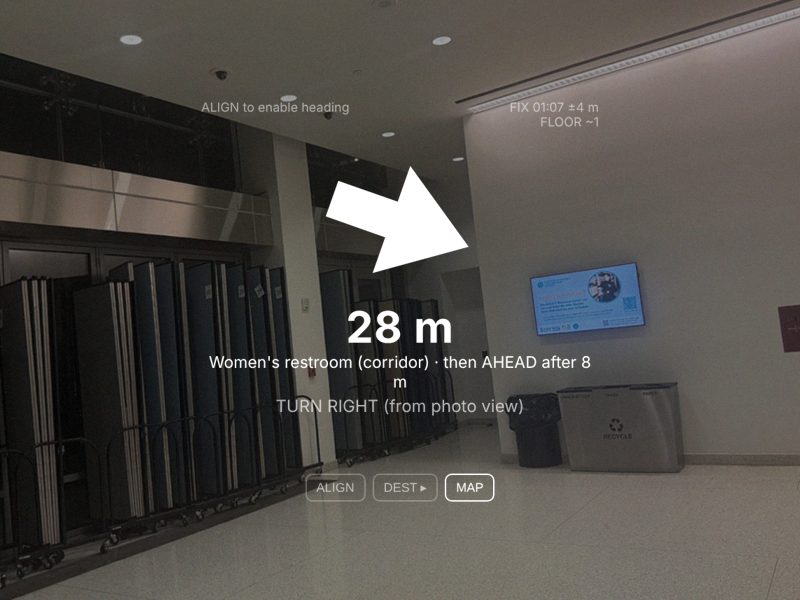 ALIGN to enable heading
FIX 01:07 ±4 m
FLOOR ~1
28 m
Women's restroom (corridor) · then AHEAD after 8
m
TURN RIGHT (from photo view)
ALIGN
DEST ▸
MAP
RECYCLE